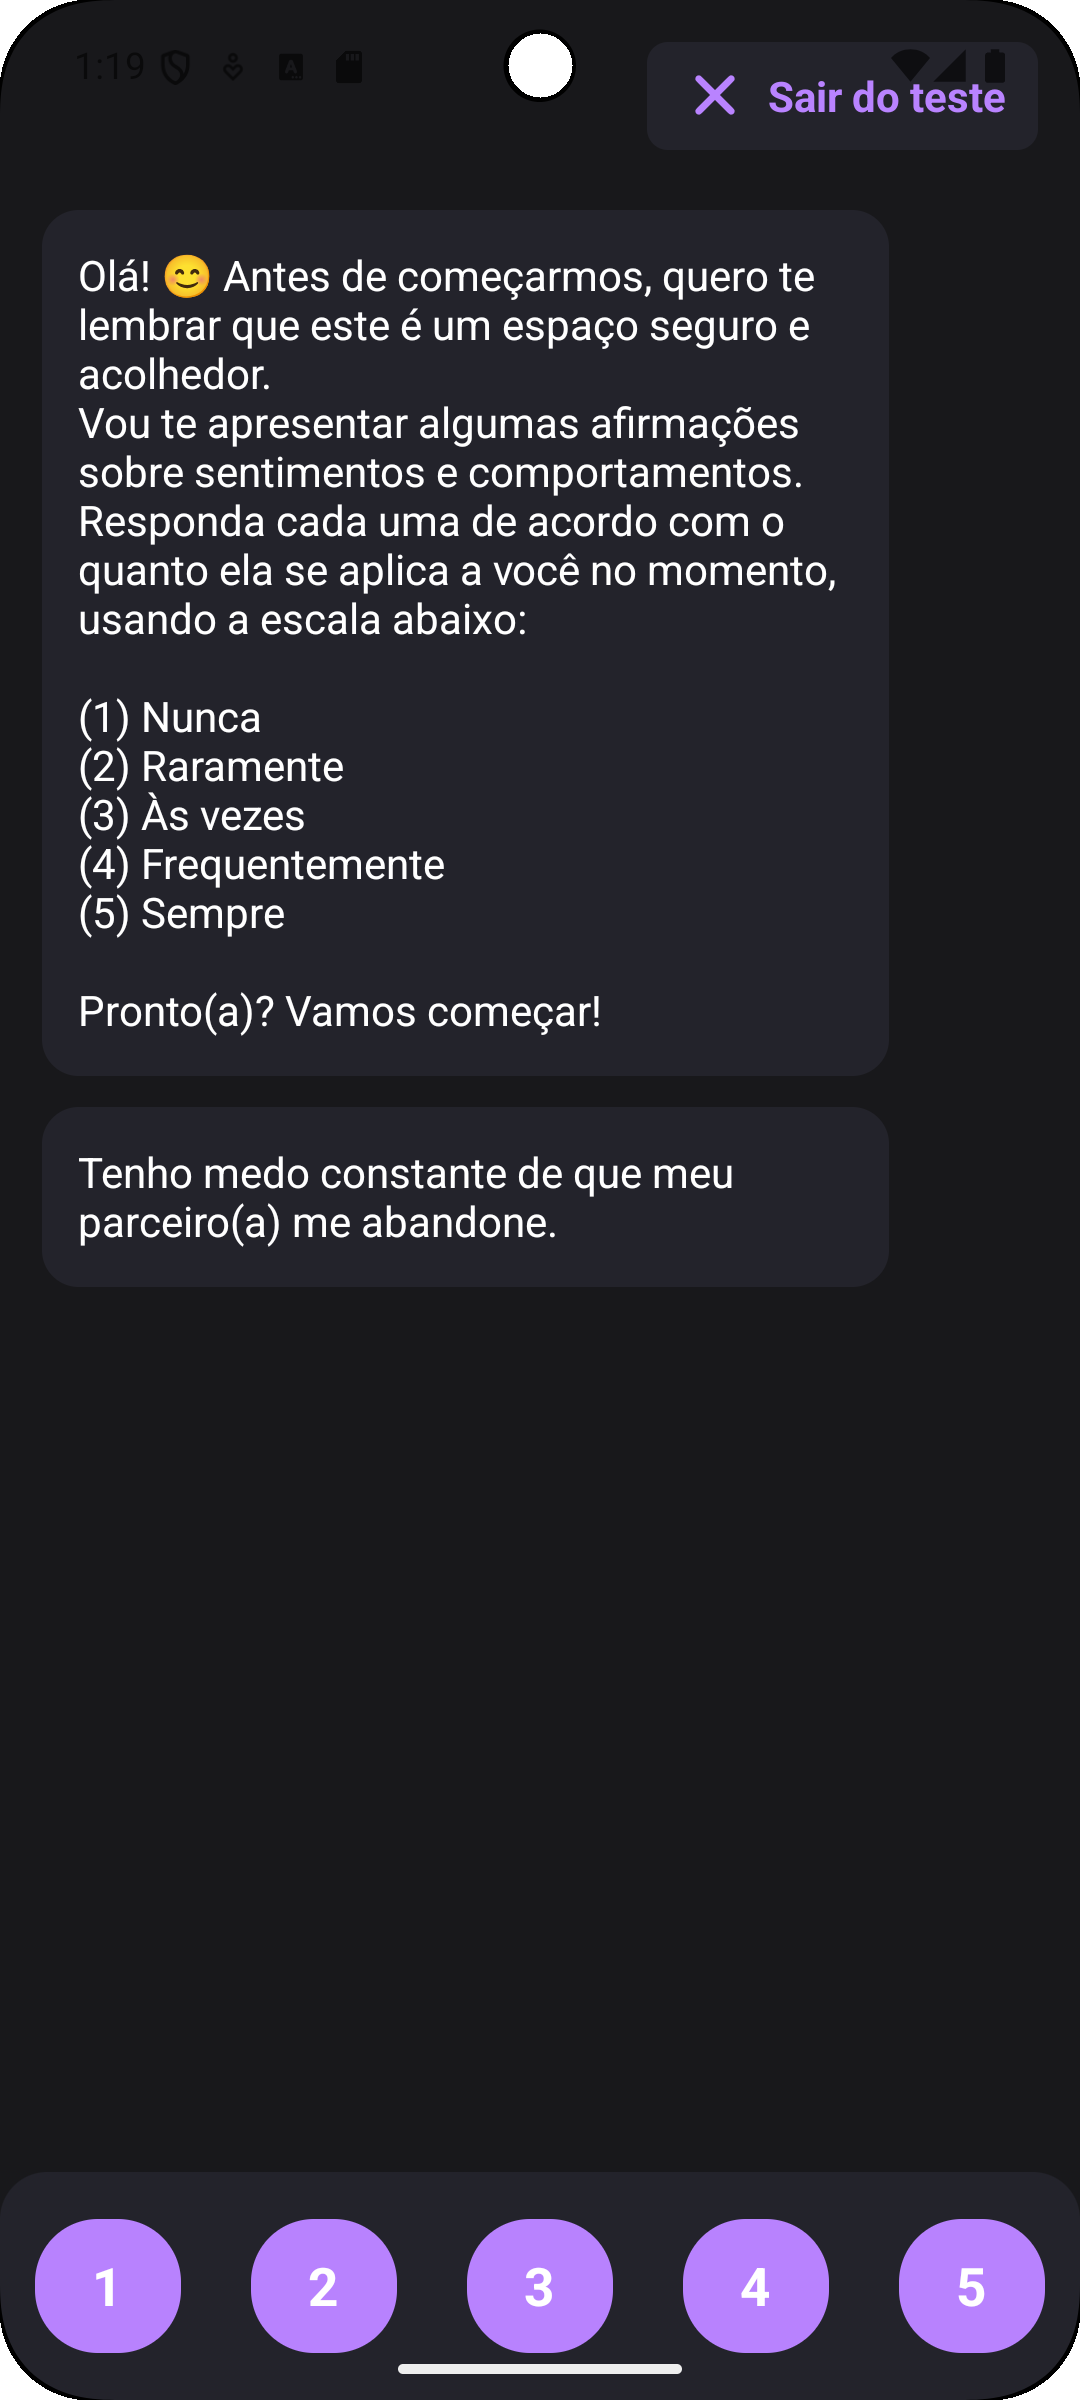 1:19
Sair do teste
Olá! 😊 Antes de começarmos, quero te
lembrar que este é um espaço seguro e
acolhedor.
Vou te apresentar algumas afirmações
sobre sentimentos e comportamentos.
Responda cada uma de acordo com o
quanto ela se aplica a você no momento,
usando a escala abaixo:
(1) Nunca
(2) Raramente
(3) Às vezes
(4) Frequentemente
(5) Sempre
Pronto(a)? Vamos começar!
Tenho medo constante de que meu
parceiro(a) me abandone.
1 2 3 4 5